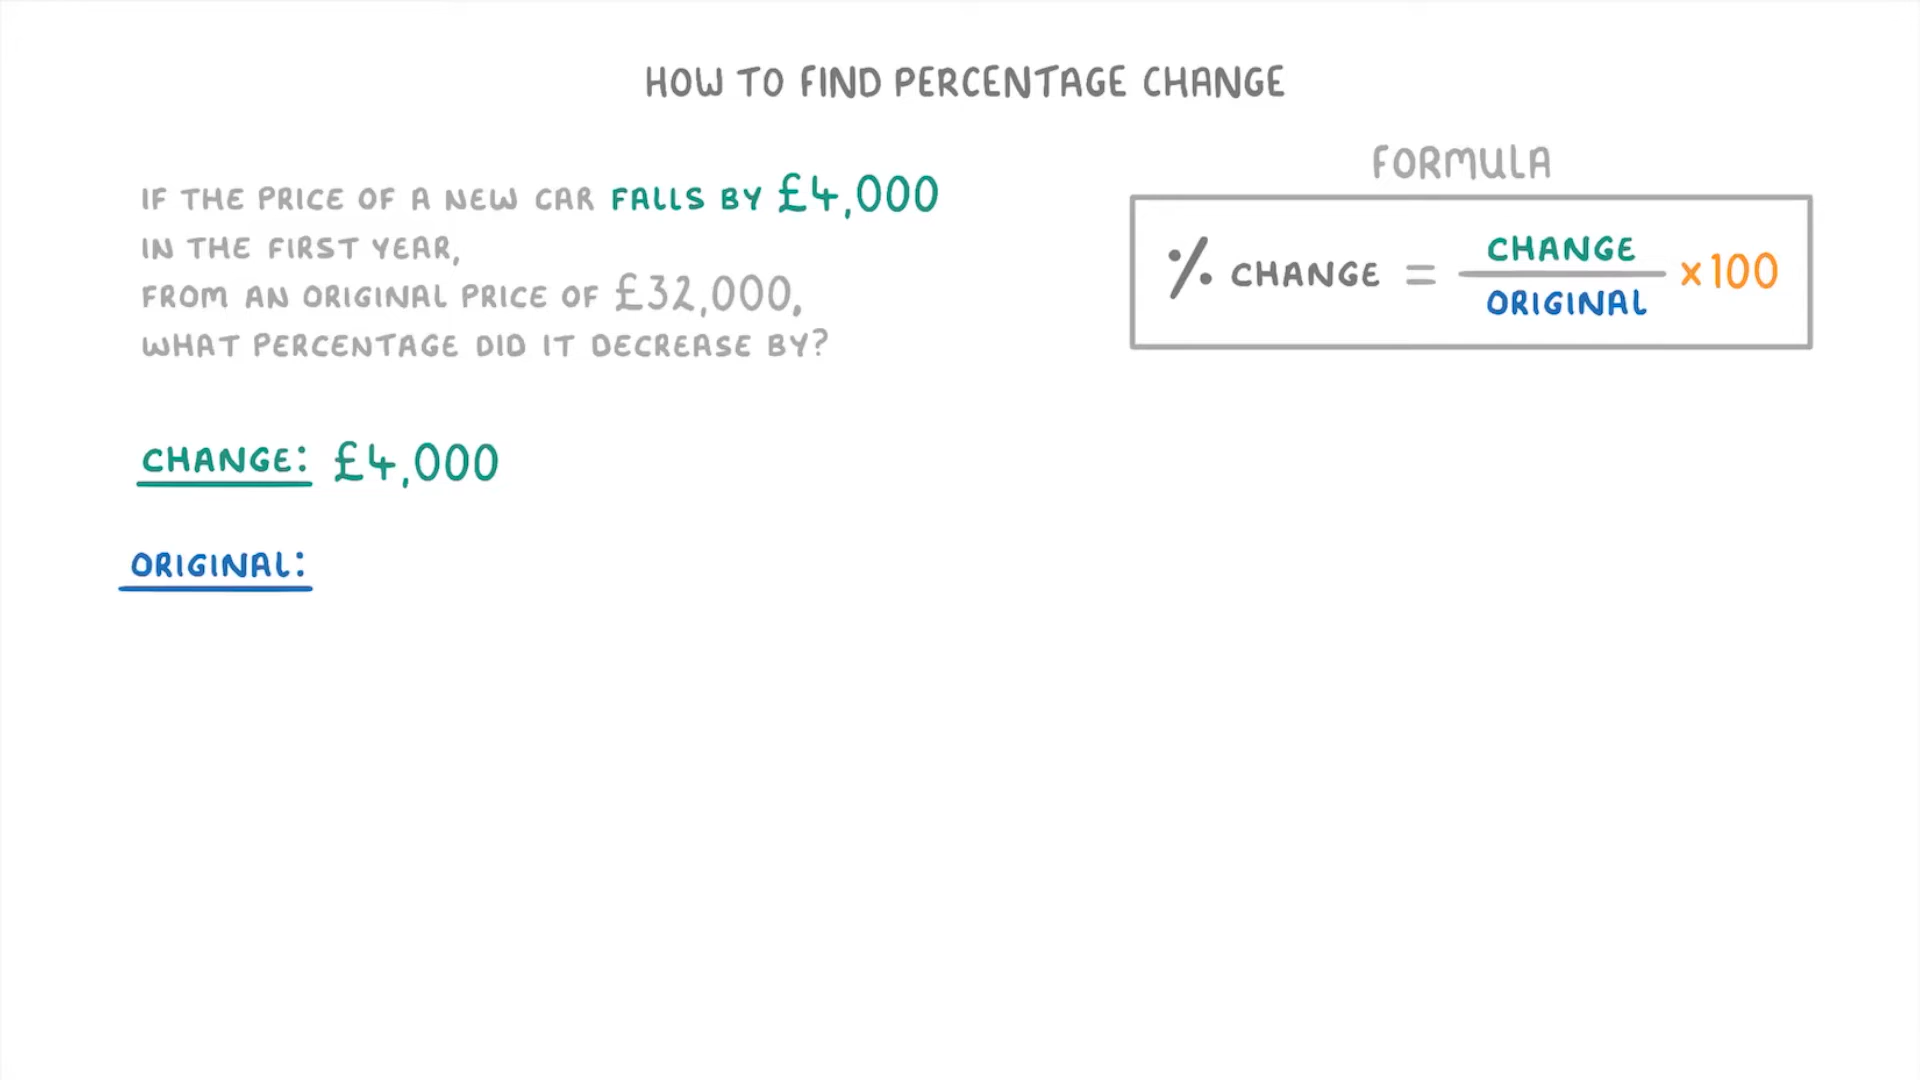 HOW TO FIND PERCENTAGE CHANGE
IF THE PRICE OF A NEW CAR FALLS BY £4,000
IN THE FIRST YEAR,
FROM AN ORIGINAL PRICE OF £32,000,
WHAT PERCENTAGE DID IT DECREASE BY?
FORMULA
% CHANGE = CHANGE
ORIGINAL
×100
CHANGE: £4,000
ORIGINAL: